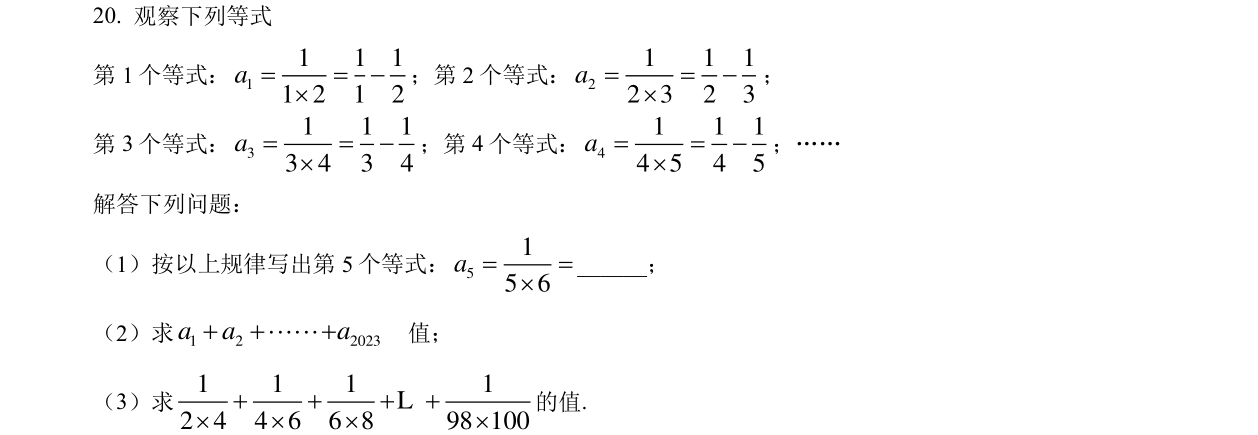 20. 观察下列等式
第 1 个等式：a₁ = 1/(1×2) = 1/1 − 1/2；第 2 个等式：a₂ = 1/(2×3) = 1/2 − 1/3；
第 3 个等式：a₃ = 1/(3×4) = 1/3 − 1/4；第 4 个等式：a₄ = 1/(4×5) = 1/4 − 1/5；……
解答下列问题：
（1）按以上规律写出第 5 个等式：a₅ = 1/(5×6) = ______；
（2）求 a₁ + a₂ + ⋯⋯ + a₂₀₂₃ 值；
（3）求 1/(2×4) + 1/(4×6) + 1/(6×8) + L + 1/(98×100) 的值.